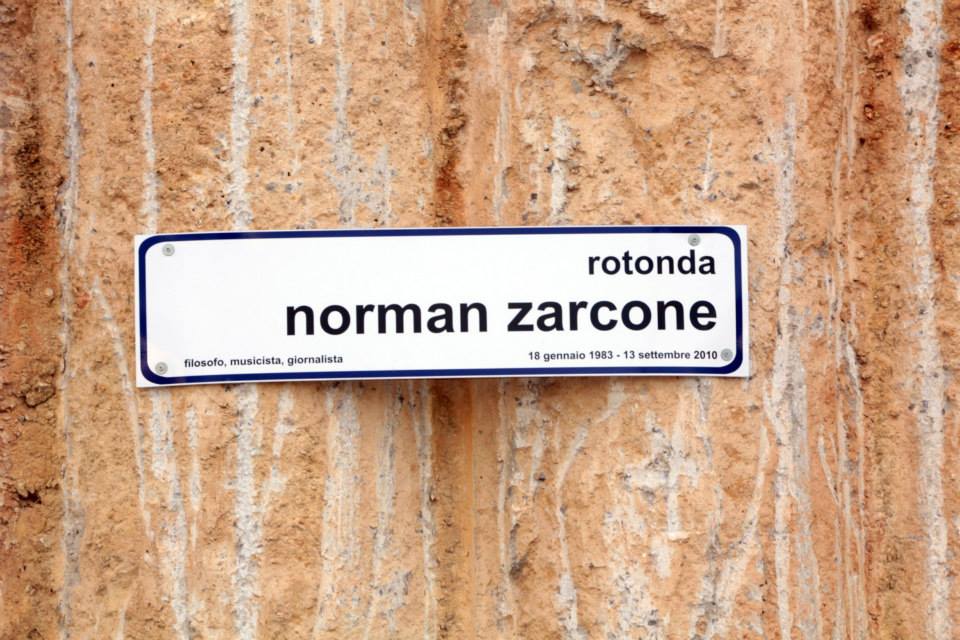 rotonda
norman zarcone
filosofo, musicista, giornalista 18 gennaio 1983 - 13 settembre 2010